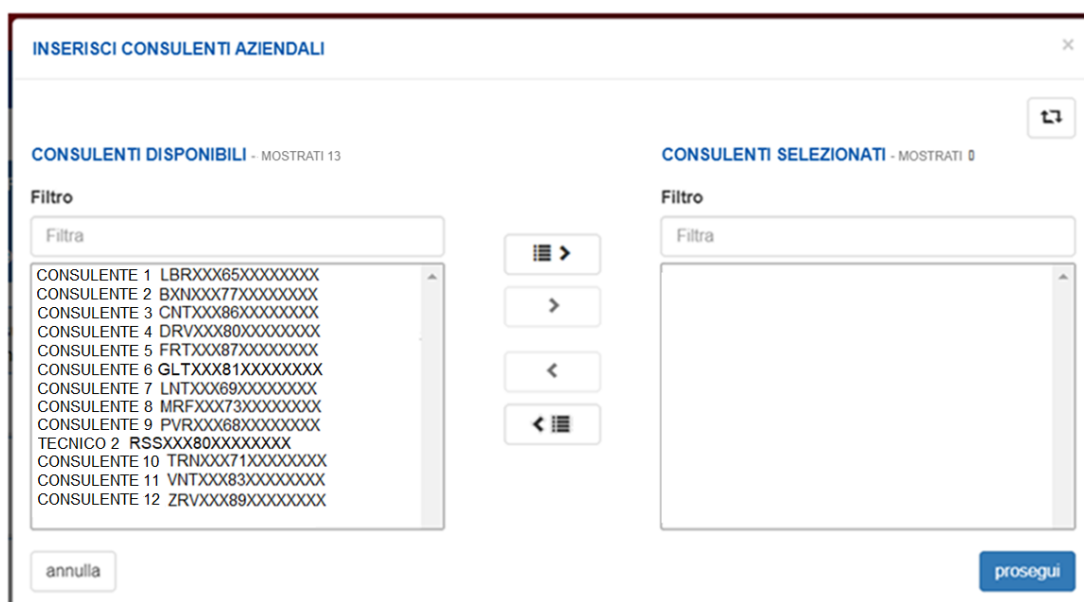 INSERISCI CONSULENTI AZIENDALI
×
CONSULENTI DISPONIBILI - MOSTRATI 13
Filtro
Filtra
CONSULENTE 1 LBRXXX65XXXXXXXX
CONSULENTE 2 BXNXXX77XXXXXXXX
CONSULENTE 3 CNTXXX86XXXXXXXX
CONSULENTE 4 DRVXXX80XXXXXXXX
CONSULENTE 5 FRTXXX87XXXXXXXX
CONSULENTE 6 GLTXXX81XXXXXXXX
CONSULENTE 7 LNTXXX69XXXXXXXX
CONSULENTE 8 MRFXXX73XXXXXXXX
CONSULENTE 9 PVRXXX68XXXXXXXX
TECNICO 2 RSSXXX80XXXXXXXX
CONSULENTE 10 TRNXXX71XXXXXXXX
CONSULENTE 11 VNTXXX83XXXXXXXX
CONSULENTE 12 ZRVXXX89XXXXXXXX
CONSULENTI SELEZIONATI - MOSTRATI 0
Filtro
Filtra
annulla
prosegui